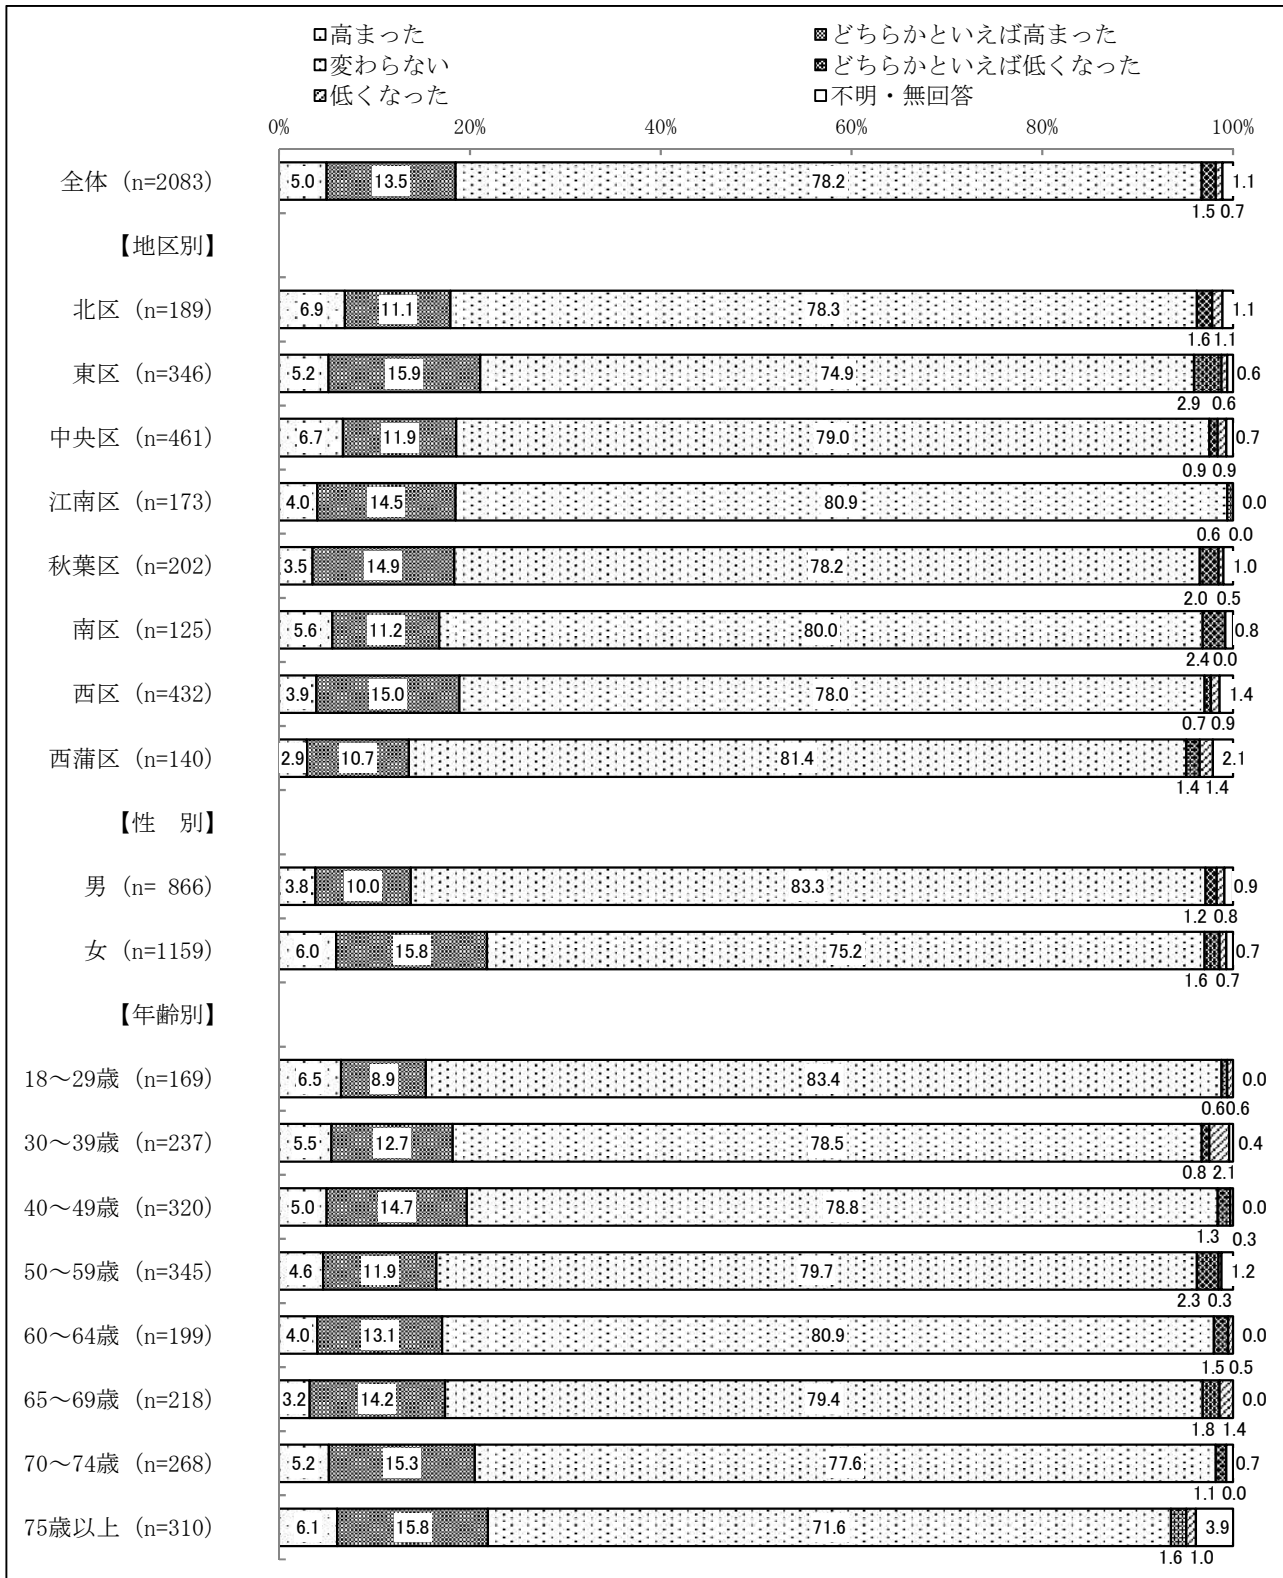 高まった どちらかといえば高まった
変わらない どちらかといえば低くなった
低くなった 不明・無回答
0% 20% 40% 60% 80% 100%
全体 (n=2083) 5.0 13.5 78.2 1.1
1.5 0.7
【地区別】
北区 (n=189) 6.9 11.1 78.3 1.1
1.6 1.1
東区 (n=346) 5.2 15.9 74.9 0.6
2.9 0.6
中央区 (n=461) 6.7 11.9 79.0 0.7
0.9 0.9
江南区 (n=173) 4.0 14.5 80.9 0.0
0.6 0.0
秋葉区 (n=202) 3.5 14.9 78.2 1.0
2.0 0.5
南区 (n=125) 5.6 11.2 80.0 0.8
2.4 0.0
西区 (n=432) 3.9 15.0 78.0 1.4
0.7 0.9
西蒲区 (n=140) 2.9 10.7 81.4 2.1
1.4 1.4
【性　別】
男 (n= 866) 3.8 10.0 83.3 0.9
1.2 0.8
女 (n=1159) 6.0 15.8 75.2 0.7
1.6 0.7
【年齢別】
18～29歳 (n=169) 6.5 8.9 83.4 0.0
0.6 0.6
30～39歳 (n=237) 5.5 12.7 78.5 0.4
0.8 2.1
40～49歳 (n=320) 5.0 14.7 78.8 0.0
1.3 0.3
50～59歳 (n=345) 4.6 11.9 79.7 1.2
2.3 0.3
60～64歳 (n=199) 4.0 13.1 80.9 0.0
1.5 0.5
65～69歳 (n=218) 3.2 14.2 79.4 0.0
1.8 1.4
70～74歳 (n=268) 5.2 15.3 77.6 0.7
1.1 0.0
75歳以上 (n=310) 6.1 15.8 71.6 3.9
1.6 1.0